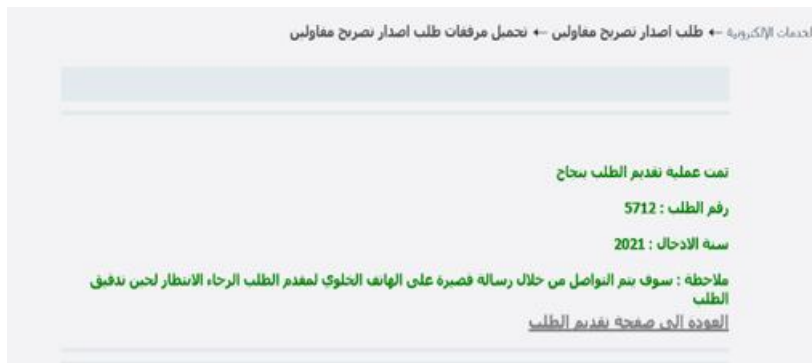 لخدمات الإلكترونية ← طلب اصدار تصريح مقاولين ← تحميل مرفقات طلب اصدار تصريح مقاولين
تمت عملية تقديم الطلب بنجاح
رقم الطلب : 5712
سنة الادخال : 2021
ملاحظة : سوف يتم التواصل من خلال رسالة قصيرة على الهاتف الخلوي لمقدم الطلب الرجاء الانتظار لحين تدقيق
الطلب
العودة الى صفحة تقديم الطلب